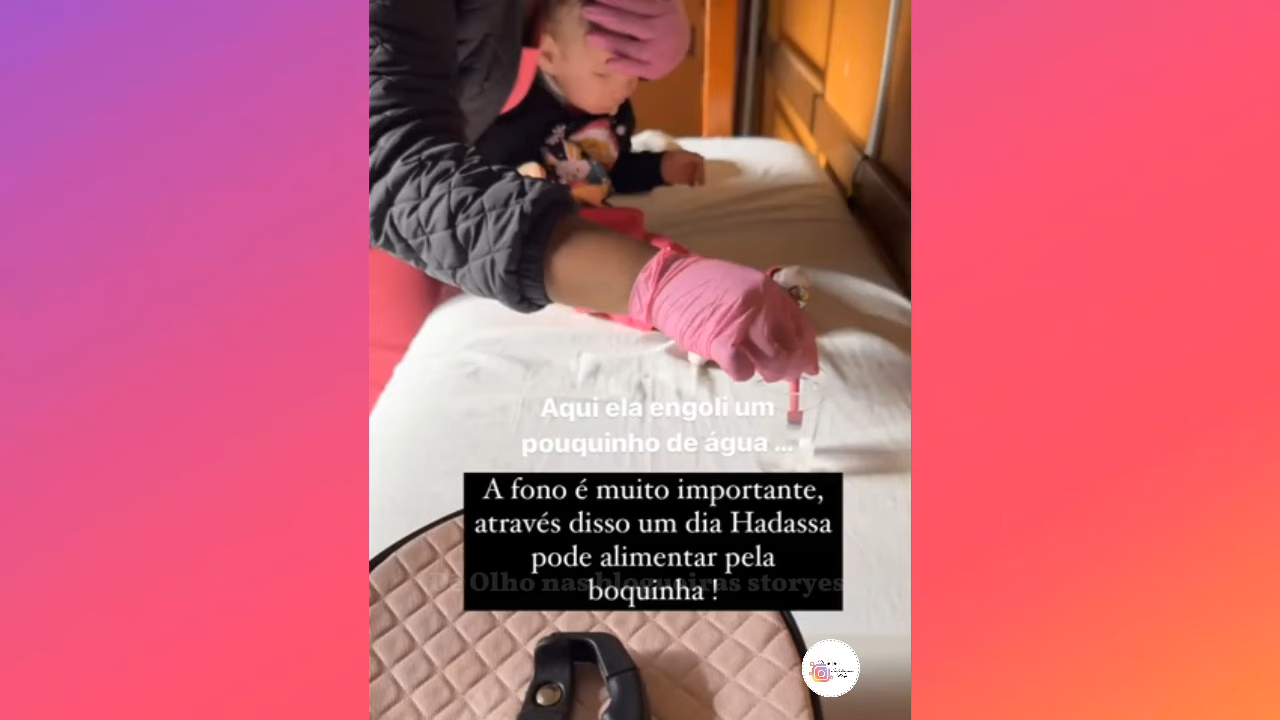 Aqui ela engoli um
pouquinho de água ...
A fono é muito importante,
através disso um dia Hadassa
pode alimentar pela
Olho nas blogueiras storyes
boquinha !